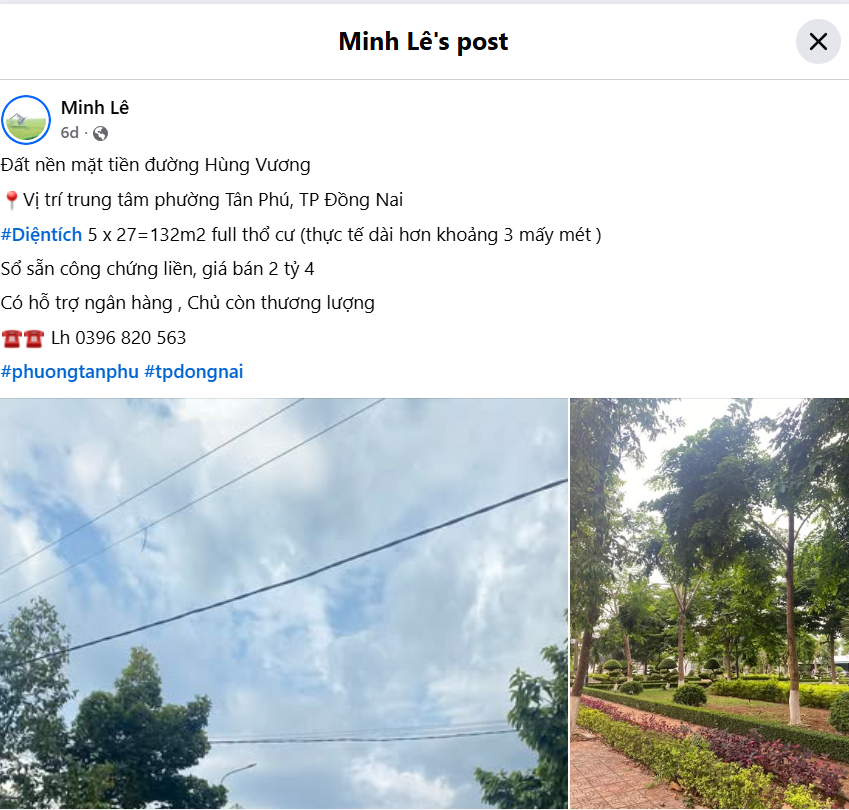 Minh Lê's post
Minh Lê
6d ·
Đất nền mặt tiền đường Hùng Vương
📍Vị trí trung tâm phường Tân Phú, TP Đồng Nai
#Diệntích 5 x 27=132m2 full thổ cư (thực tế dài hơn khoảng 3 mấy mét )
Sổ sẵn công chứng liền, giá bán 2 tỷ 4
Có hỗ trợ ngân hàng , Chủ còn thương lượng
☎️☎️ Lh 0396 820 563
#phuongtanphu #tpdongnai